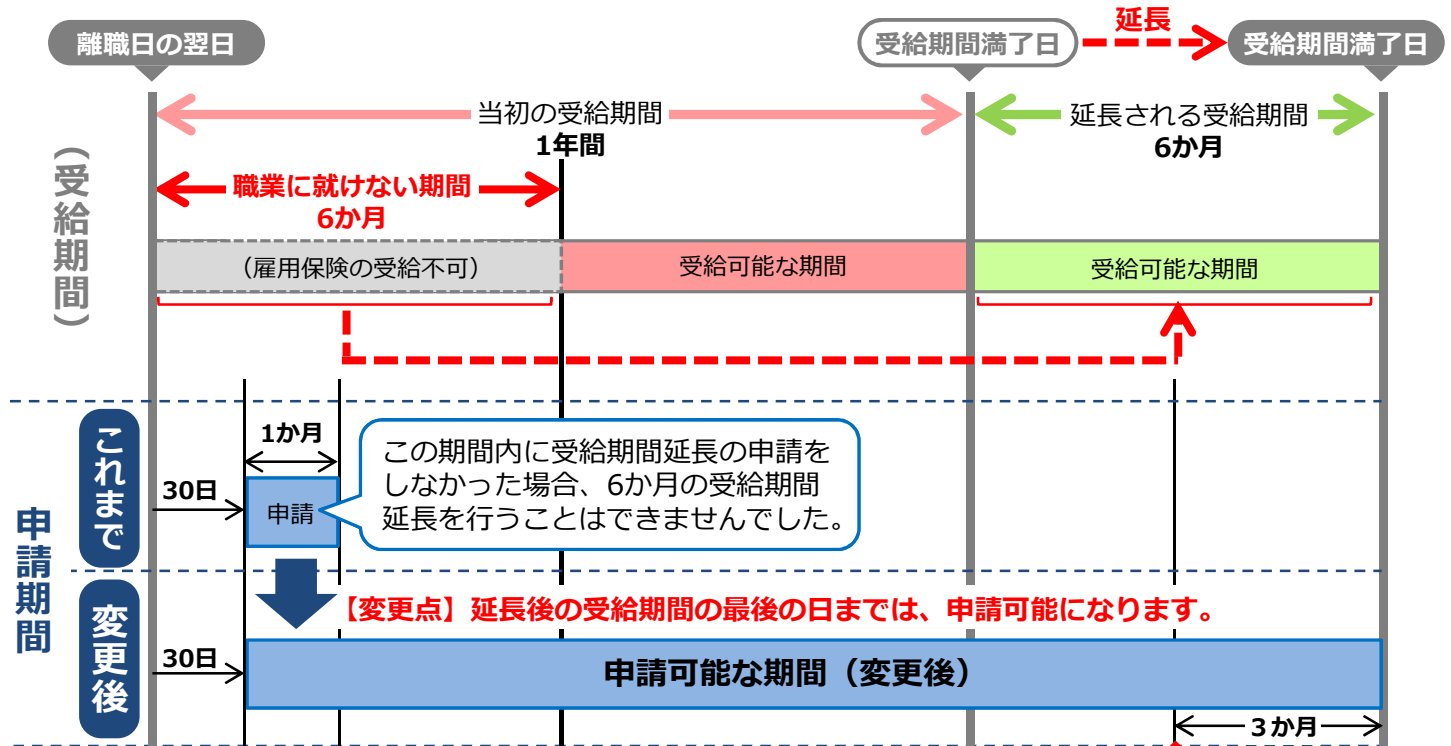 延長
離職日の翌日
受給期間満了日
受給期間満了日
当初の受給期間
1年間
延長される受給期間
6か月
(受給期間)
職業に就けない期間
6か月
(雇用保険の受給不可)
受給可能な期間
受給可能な期間
申請期間
これまで
30日
1か月
申請
この期間内に受給期間延長の申請を
しなかった場合、6か月の受給期間
延長を行うことはできませんでした。
変更後
【変更点】延長後の受給期間の最後の日までは、申請可能になります。
30日
申請可能な期間(変更後)
3か月